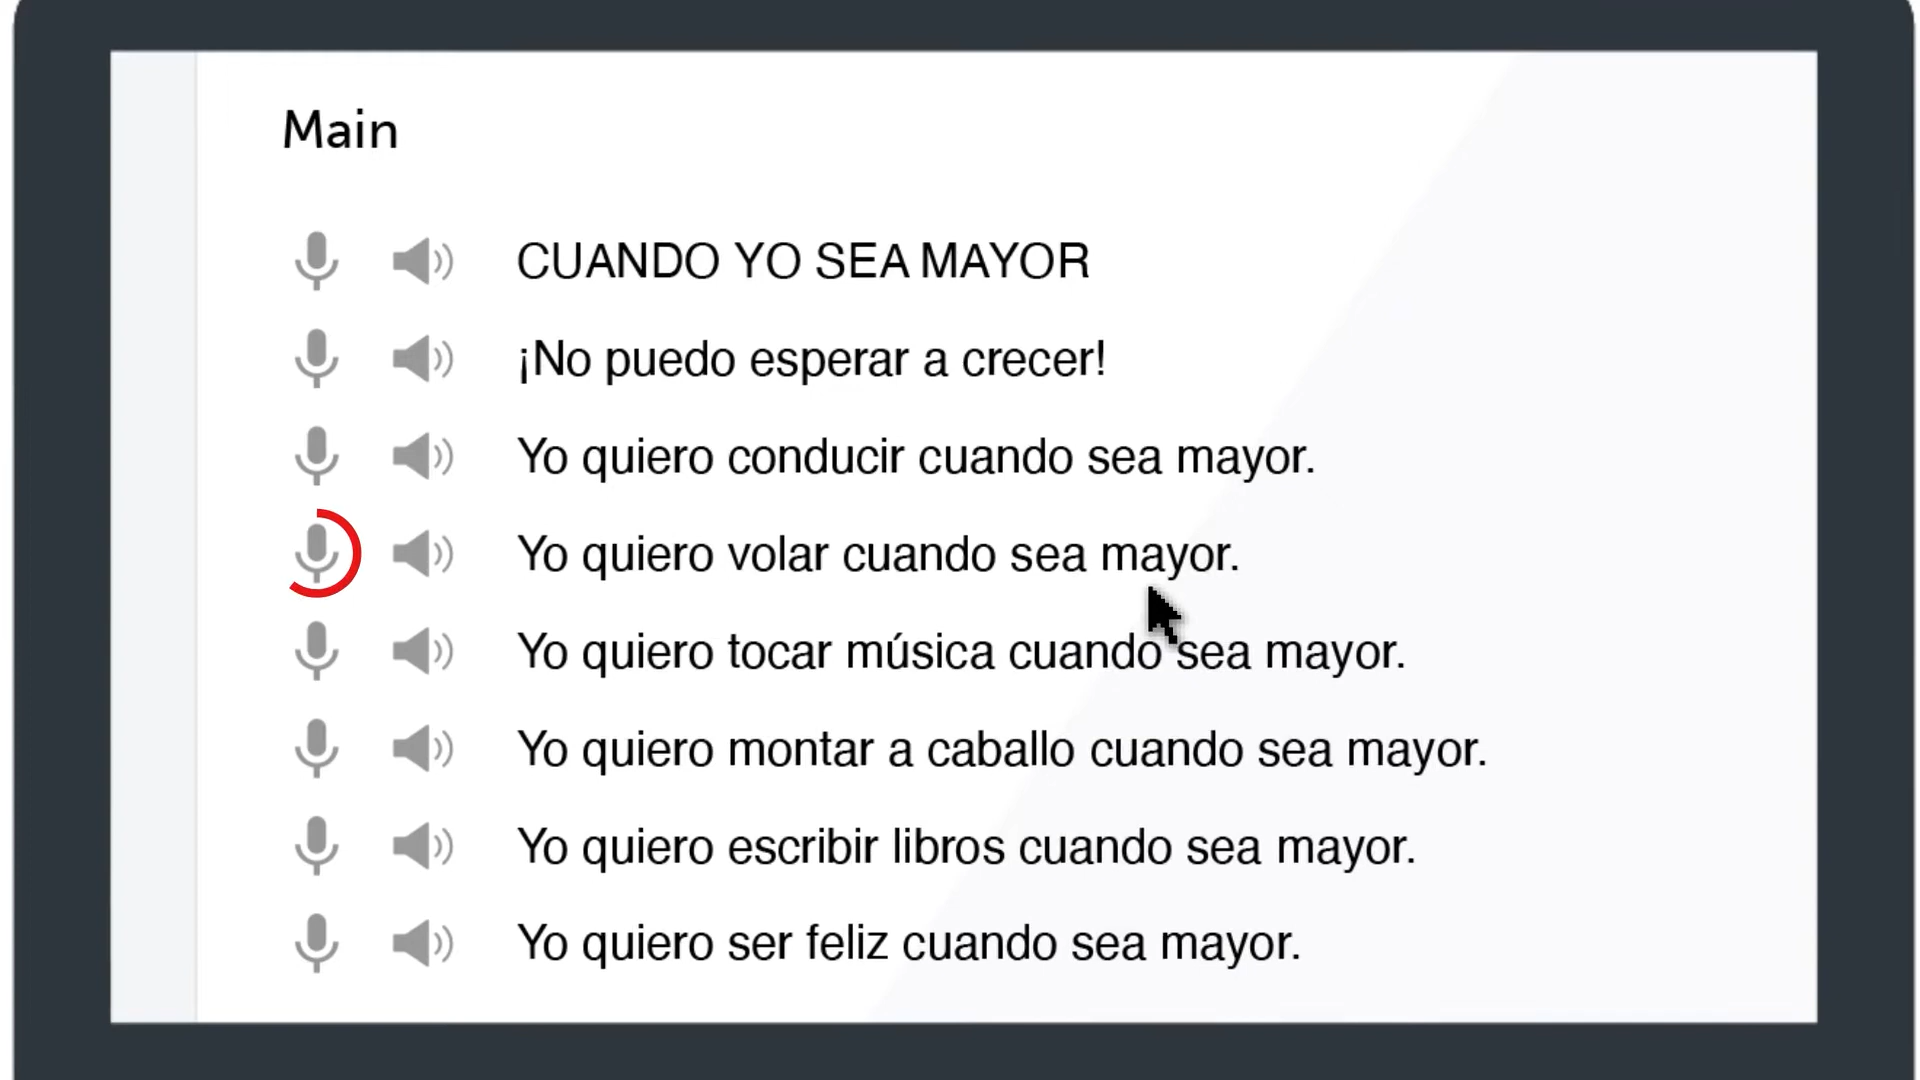 Main
CUANDO YO SEA MAYOR
¡No puedo esperar a crecer!
Yo quiero conducir cuando sea mayor.
Yo quiero volar cuando sea mayor.
Yo quiero tocar música cuando sea mayor.
Yo quiero montar a caballo cuando sea mayor.
Yo quiero escribir libros cuando sea mayor.
Yo quiero ser feliz cuando sea mayor.